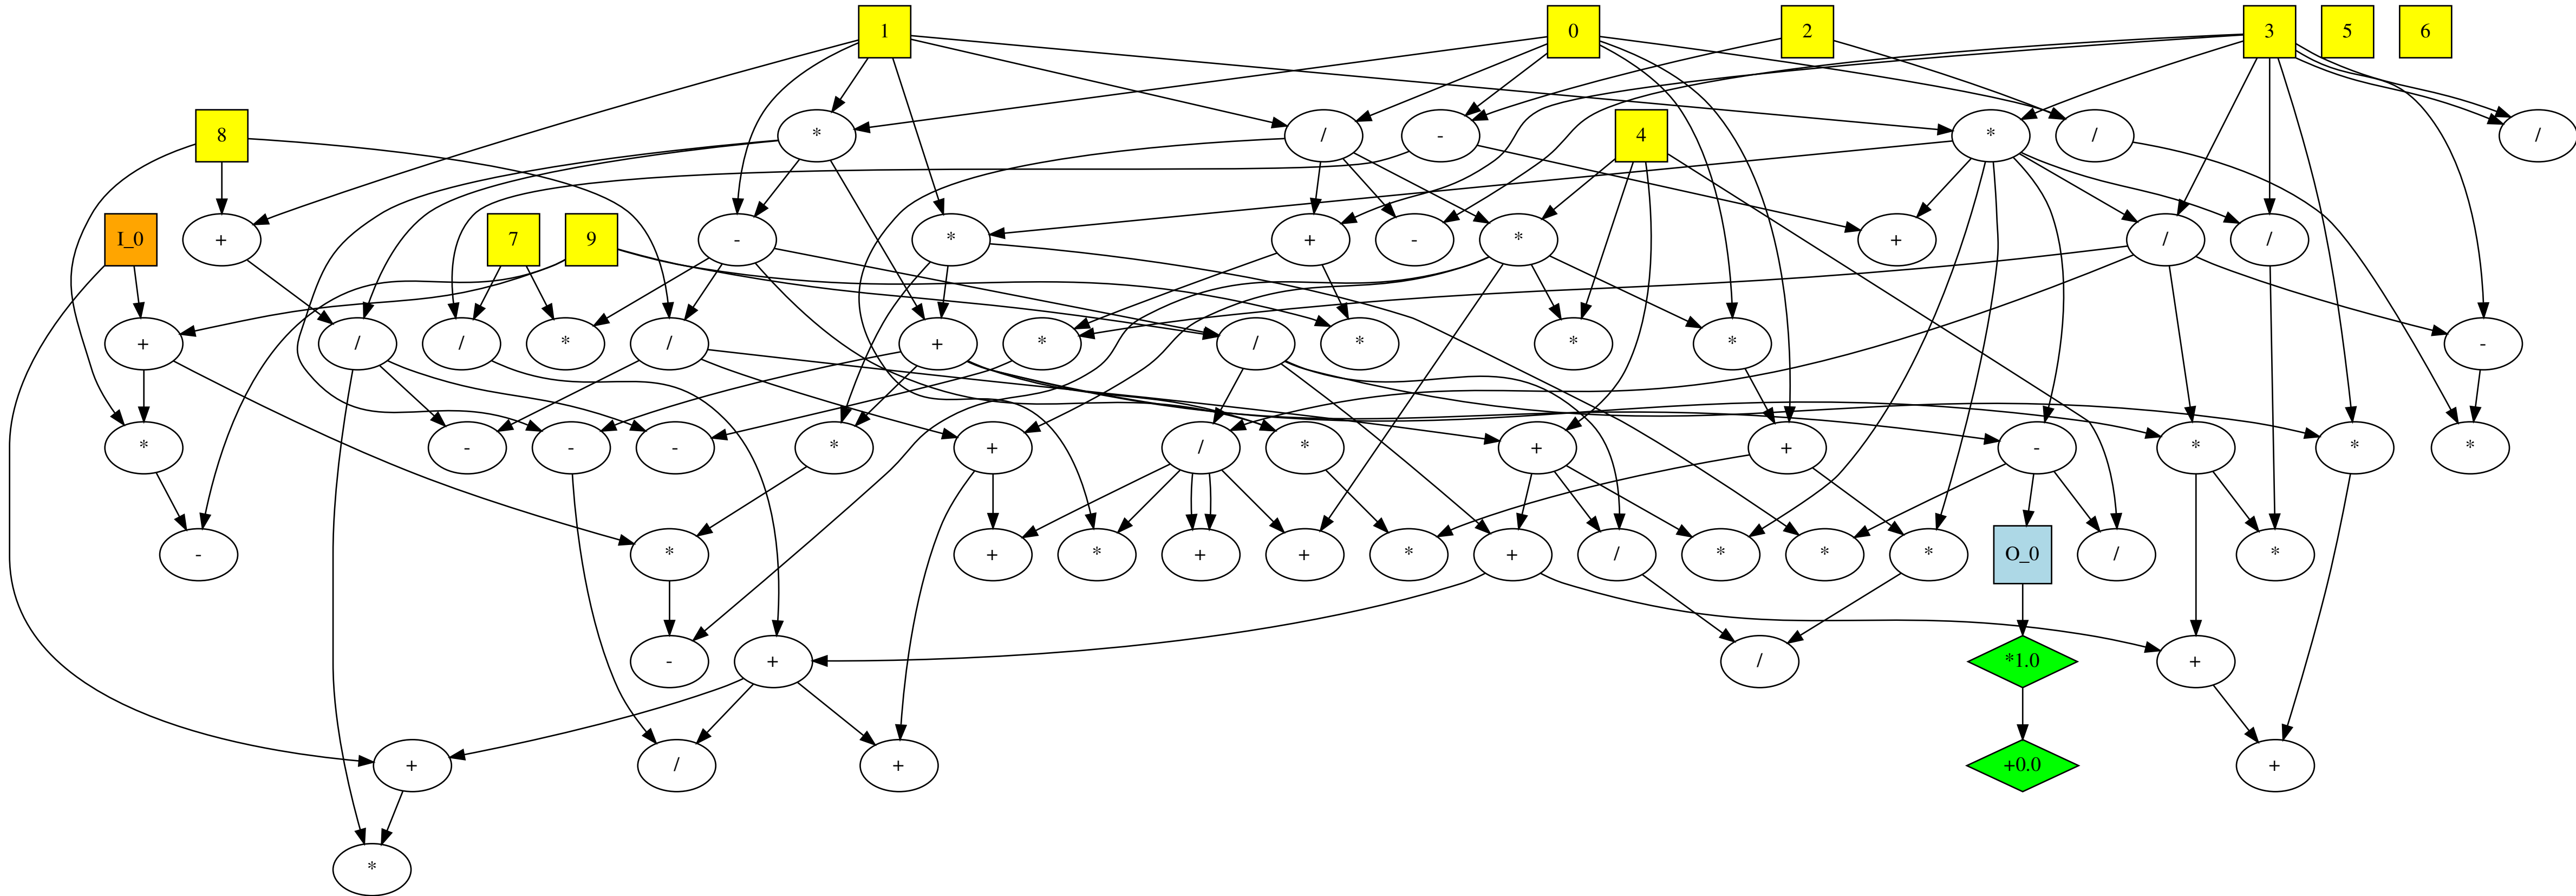 1 0 2 3 5 6
8 * / - 4 * / /
I_0 + 7 9 - * + - * + / /
+ / / * / + * / * * * -
* - - - * + / * + + - * * *
- * + * + + * + / * * * O_0 / *
- + / *1.0 +
+ / + +0.0 +
*